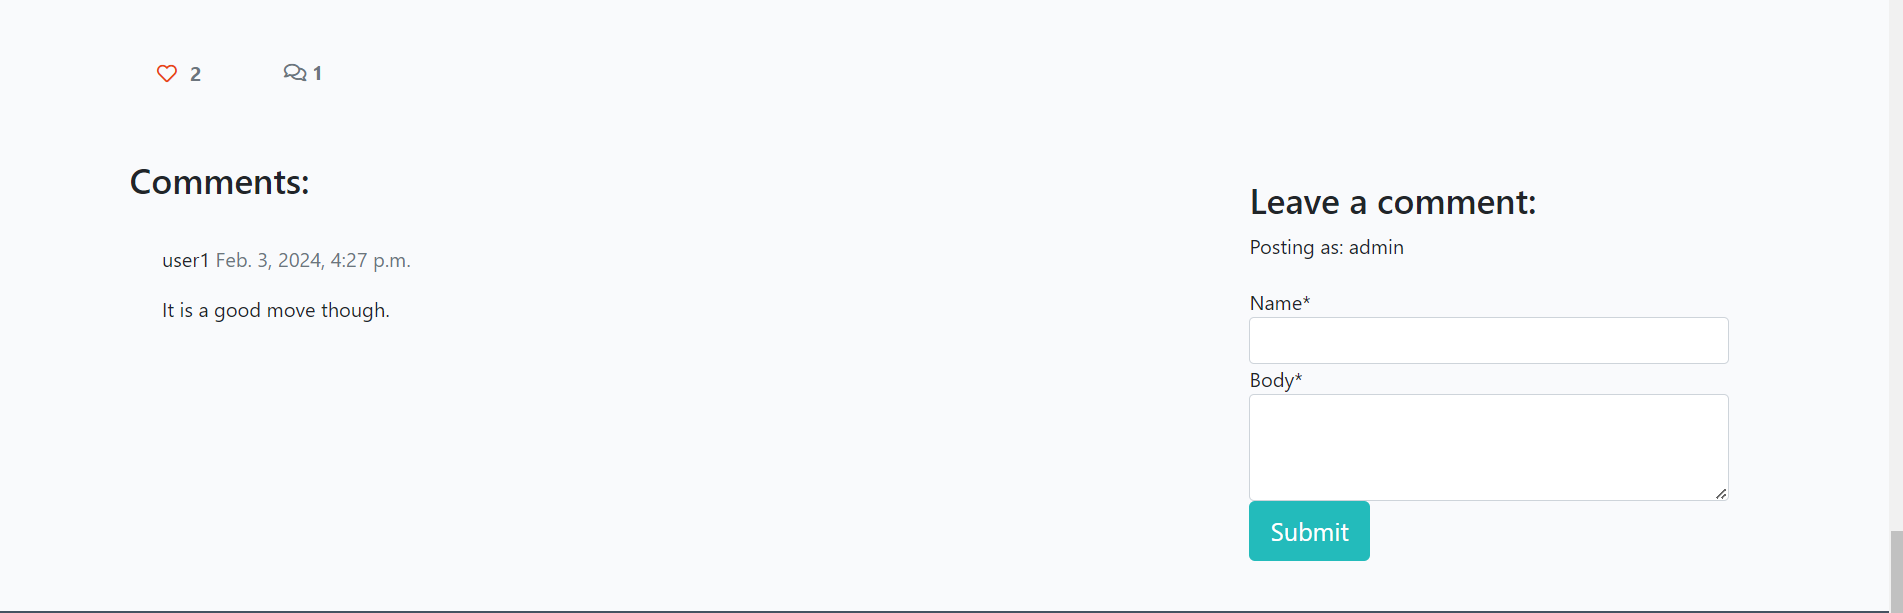 2 1
Comments:
user1 Feb. 3, 2024, 4:27 p.m.
It is a good move though.
Leave a comment:
Posting as: admin
Name*
Body*
Submit